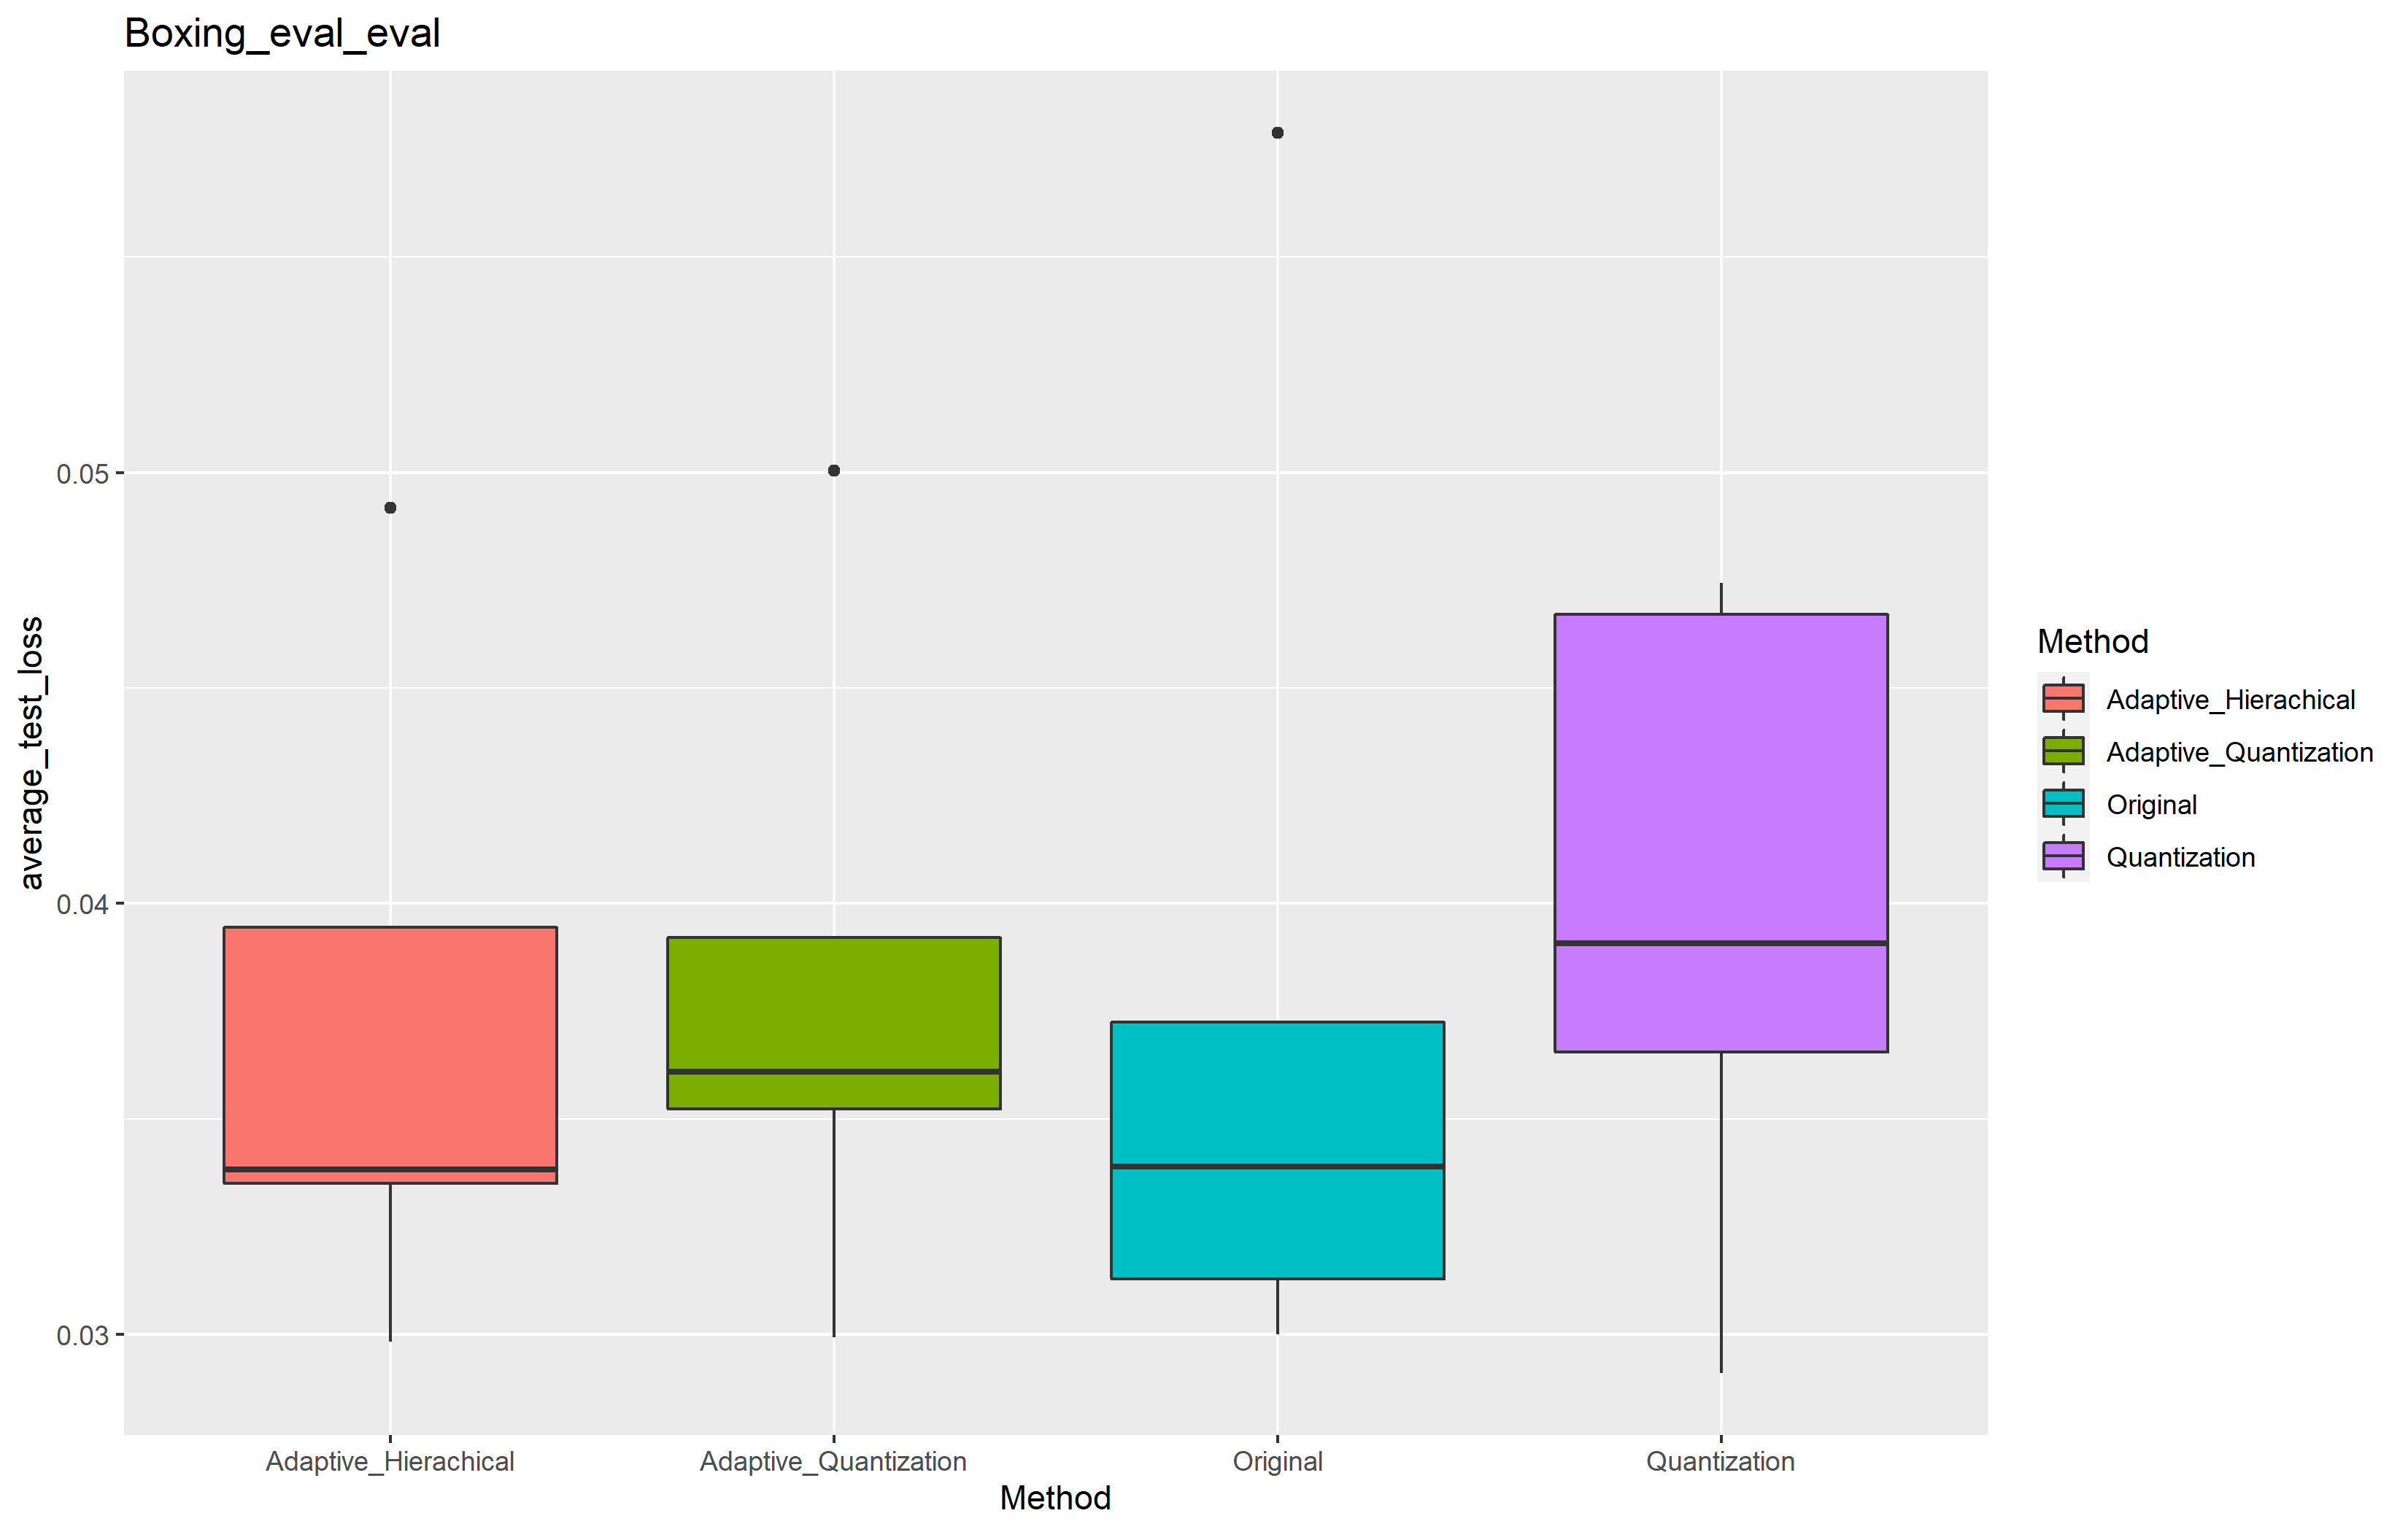 Boxing_eval_eval
average_test_loss
0.05
0.04
0.03
Adaptive_Hierachical
Adaptive_Quantization
Original
Quantization
Method
Method
Adaptive_Hierachical
Adaptive_Quantization
Original
Quantization